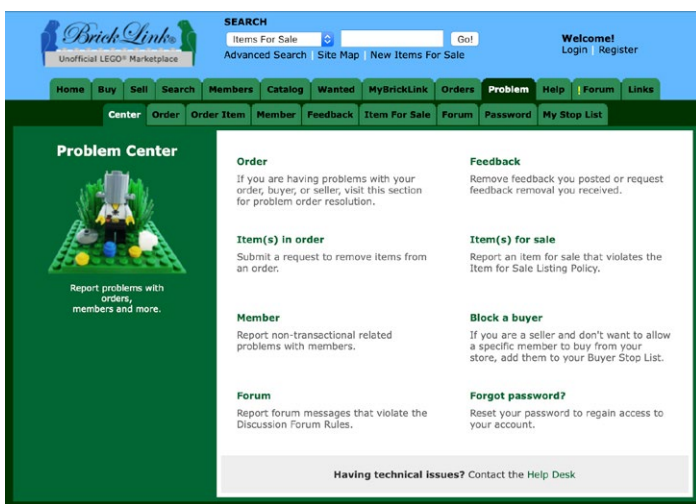 BrickLink®
Unofficial LEGO® Marketplace
SEARCH
Items For Sale
Go!
Advanced Search | Site Map | New Items For Sale
Welcome!
Login | Register
Home Buy Sell Search Members Catalog Wanted MyBrickLink Orders Problem Help ! Forum Links
Center Order Order Item Member Feedback Item For Sale Forum Password My Stop List
Problem Center
Report problems with
orders,
members and more.
Order
If you are having problems with your
order, buyer, or seller, visit this section
for problem order resolution.
Feedback
Remove feedback you posted or request
feedback removal you received.
Item(s) in order
Submit a request to remove items from
an order.
Item(s) for sale
Report an item for sale that violates the
Item for Sale Listing Policy.
Member
Report non-transactional related
problems with members.
Block a buyer
If you are a seller and don't want to allow
a specific member to buy from your
store, add them to your Buyer Stop List.
Forum
Report forum messages that violate the
Discussion Forum Rules.
Forgot password?
Reset your password to regain access to
your account.
Having technical issues? Contact the Help Desk